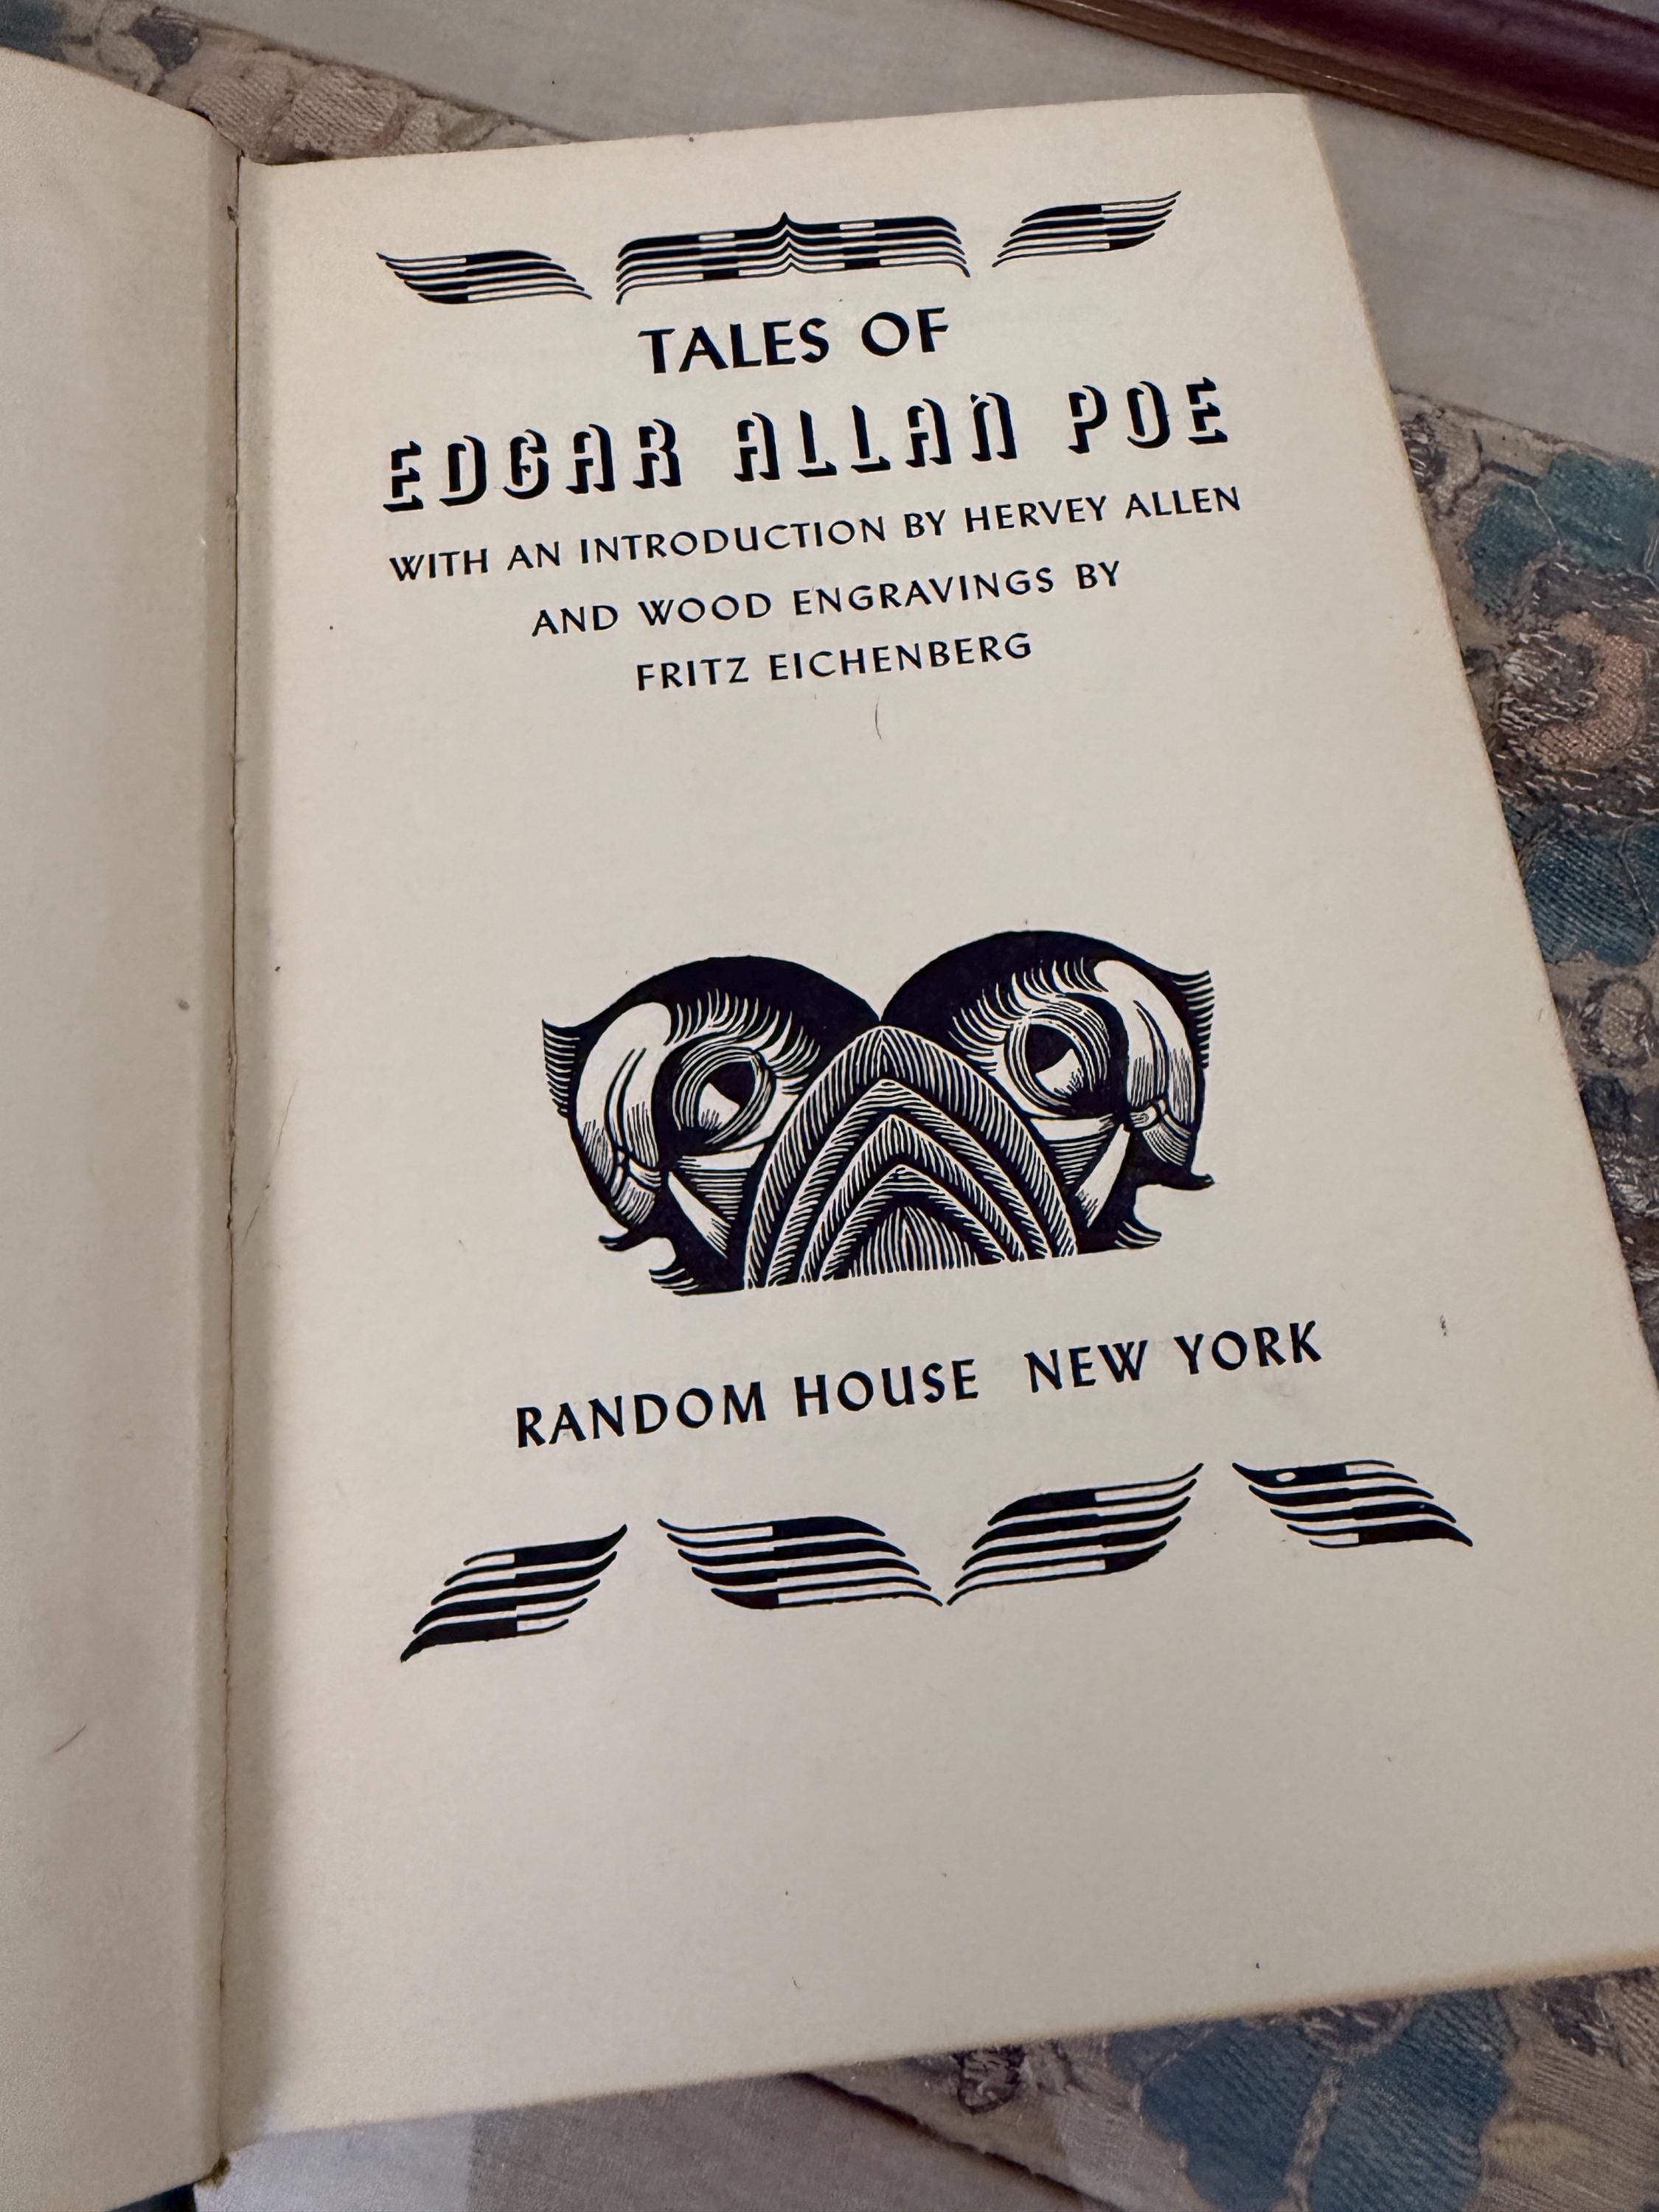 TALES OF
EDGAR ALLAN POE
WITH AN INTRODUCTION BY HERVEY ALLEN
AND WOOD ENGRAVINGS BY
FRITZ EICHENBERG
RANDOM HOUSE NEW YORK